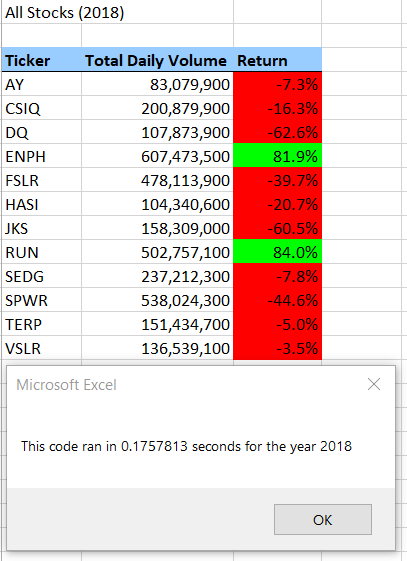 All Stocks (2018)
Ticker Total Daily Volume Return
AY 83,079,900 -7.3%
CSIQ 200,879,900 -16.3%
DQ 107,873,900 -62.6%
ENPH 607,473,500 81.9%
FSLR 478,113,900 -39.7%
HASI 104,340,600 -20.7%
JKS 158,309,000 -60.5%
RUN 502,757,100 84.0%
SEDG 237,212,300 -7.8%
SPWR 538,024,300 -44.6%
TERP 151,434,700 -5.0%
VSLR 136,539,100 -3.5%
Microsoft Excel
This code ran in 0.1757813 seconds for the year 2018
OK